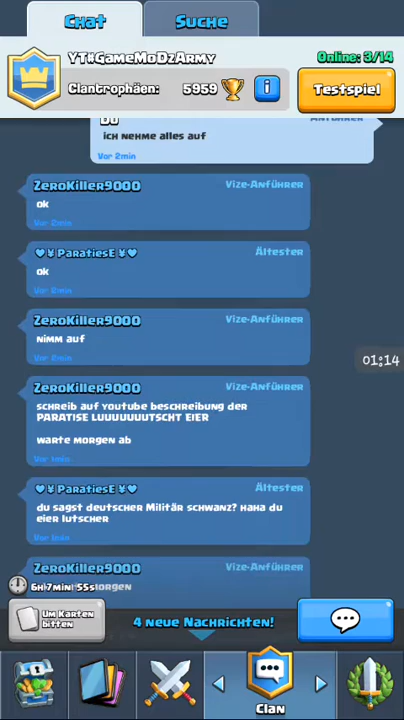 Chat
Suche
YT#GameMoDzArmy
Online: 3/14
Clantrophäen:
5959
i
Testspiel
DU
ANFÜHRER
ich nehme alles auf
Vor 2min
ZeroKiller9000
Vize-Anführer
ok
Vor 2min
♥¥ ParatiesE ¥♥
Ältester
ok
Vor 2min
ZeroKiller9000
Vize-Anführer
nimm auf
Vor 2min
ZeroKiller9000
Vize-Anführer
schreib auf youtube beschreibung der
PARATISE LUUUUUUUTSCHT EIER
warte morgen ab
Vor 1min
♥¥ ParatiesE ¥♥
Ältester
du sagst deutscher Militär schwanz? haha du
eier lutscher
Vor 1min
ZeroKiller9000
Vize-Anführer
morgen
01:14
6h 7min 55s
Um Karten
bitten
4 neue Nachrichten!
Clan